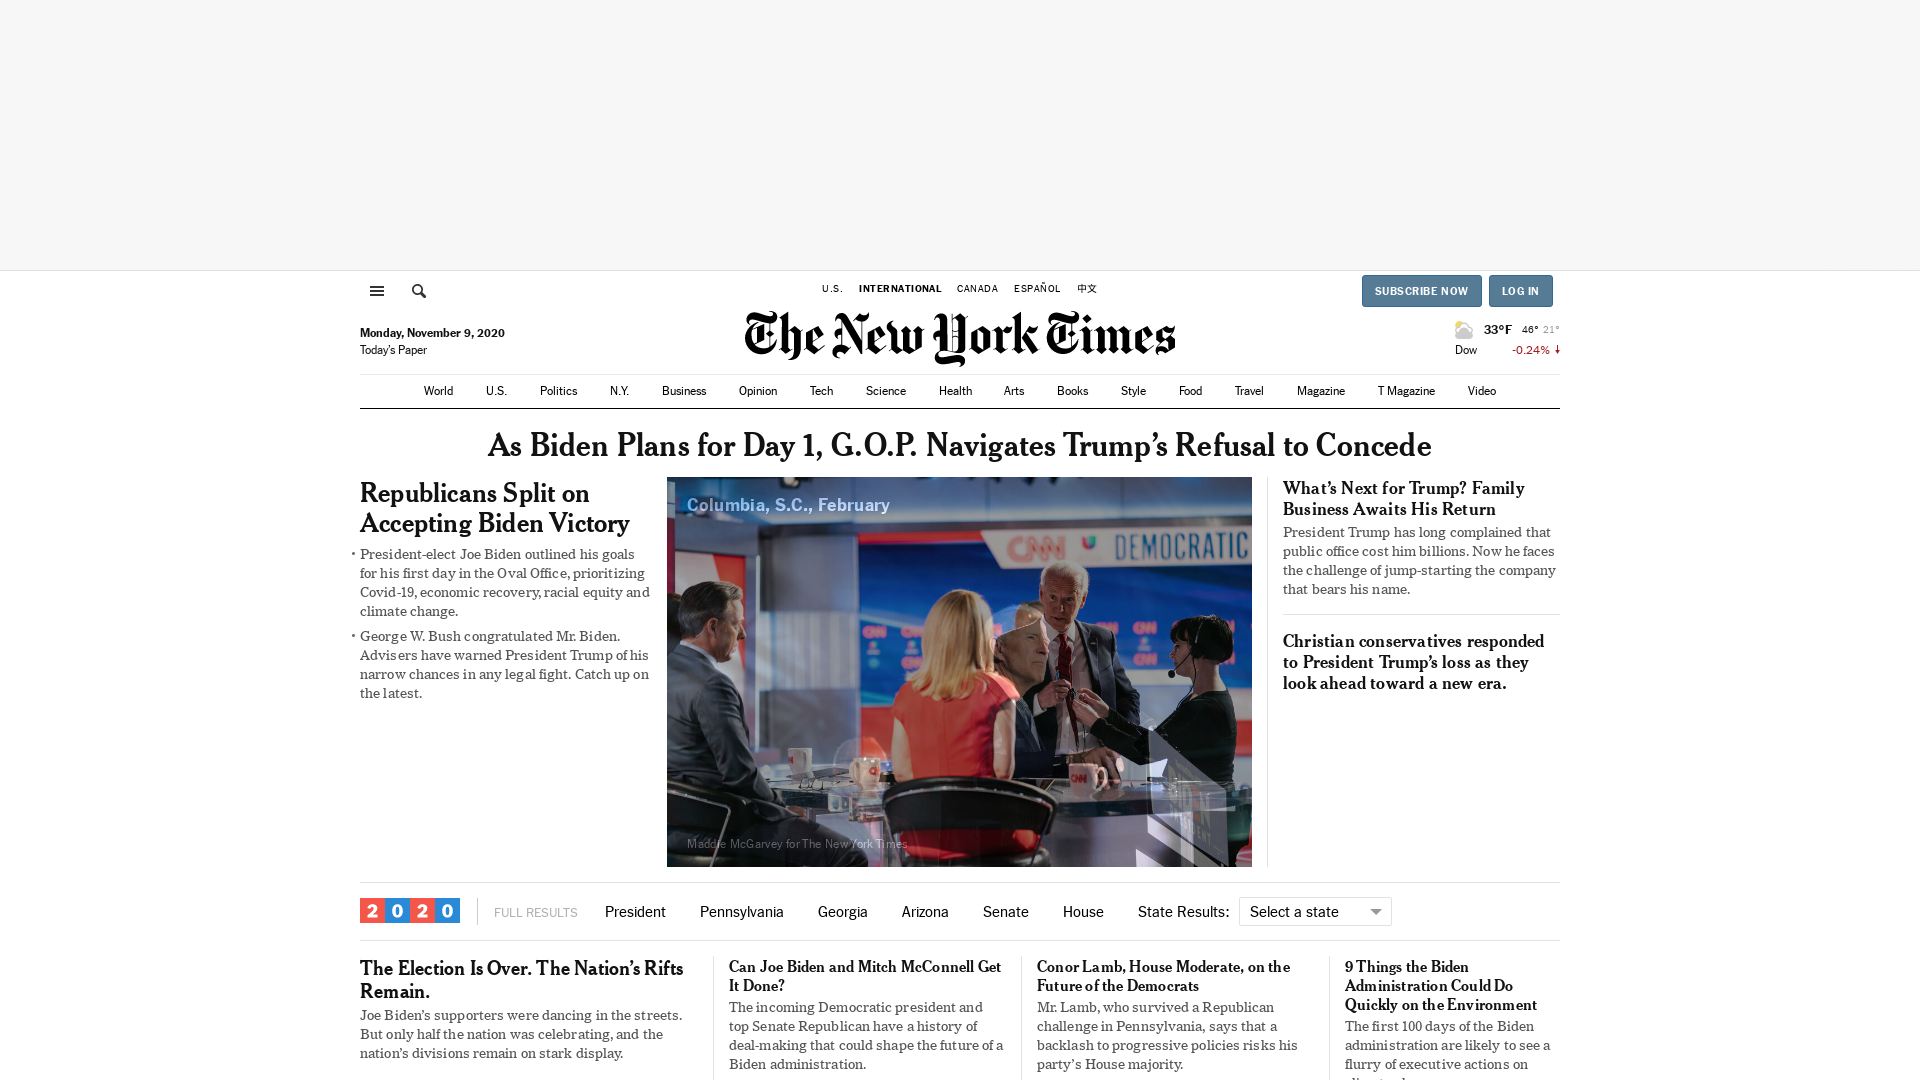 U.S. INTERNATIONAL CANADA ESPAÑOL 中文
SUBSCRIBE NOW LOG IN
Monday, November 9, 2020
Today's Paper
The New York Times
33°F 46° 21°
Dow -0.24%
World U.S. Politics N.Y. Business Opinion Tech Science Health Arts Books Style Food Travel Magazine T Magazine Video
As Biden Plans for Day 1, G.O.P. Navigates Trump's Refusal to Concede
Republicans Split on
Accepting Biden Victory
President-elect Joe Biden outlined his goals
for his first day in the Oval Office, prioritizing
Covid-19, economic recovery, racial equity and
climate change.
George W. Bush congratulated Mr. Biden.
Advisers have warned President Trump of his
narrow chances in any legal fight. Catch up on
the latest.
Columbia, S.C., February
CNN DEMOCRATIC
CNN
CNN
CNN
Maddie McGarvey for The New York Times
What's Next for Trump? Family
Business Awaits His Return
President Trump has long complained that
public office cost him billions. Now he faces
the challenge of jump-starting the company
that bears his name.
Christian conservatives responded
to President Trump's loss as they
look ahead toward a new era.
2020 FULL RESULTS President Pennsylvania Georgia Arizona Senate House State Results: Select a state
The Election Is Over. The Nation's Rifts
Remain.
Joe Biden's supporters were dancing in the streets.
But only half the nation was celebrating, and the
nation's divisions remain on stark display.
Can Joe Biden and Mitch McConnell Get
It Done?
The incoming Democratic president and
top Senate Republican have a history of
deal-making that could shape the future of a
Biden administration.
Conor Lamb, House Moderate, on the
Future of the Democrats
Mr. Lamb, who survived a Republican
challenge in Pennsylvania, says that a
backlash to progressive policies risks his
party's House majority.
9 Things the Biden
Administration Could Do
Quickly on the Environment
The first 100 days of the Biden
administration are likely to see a
flurry of executive actions on